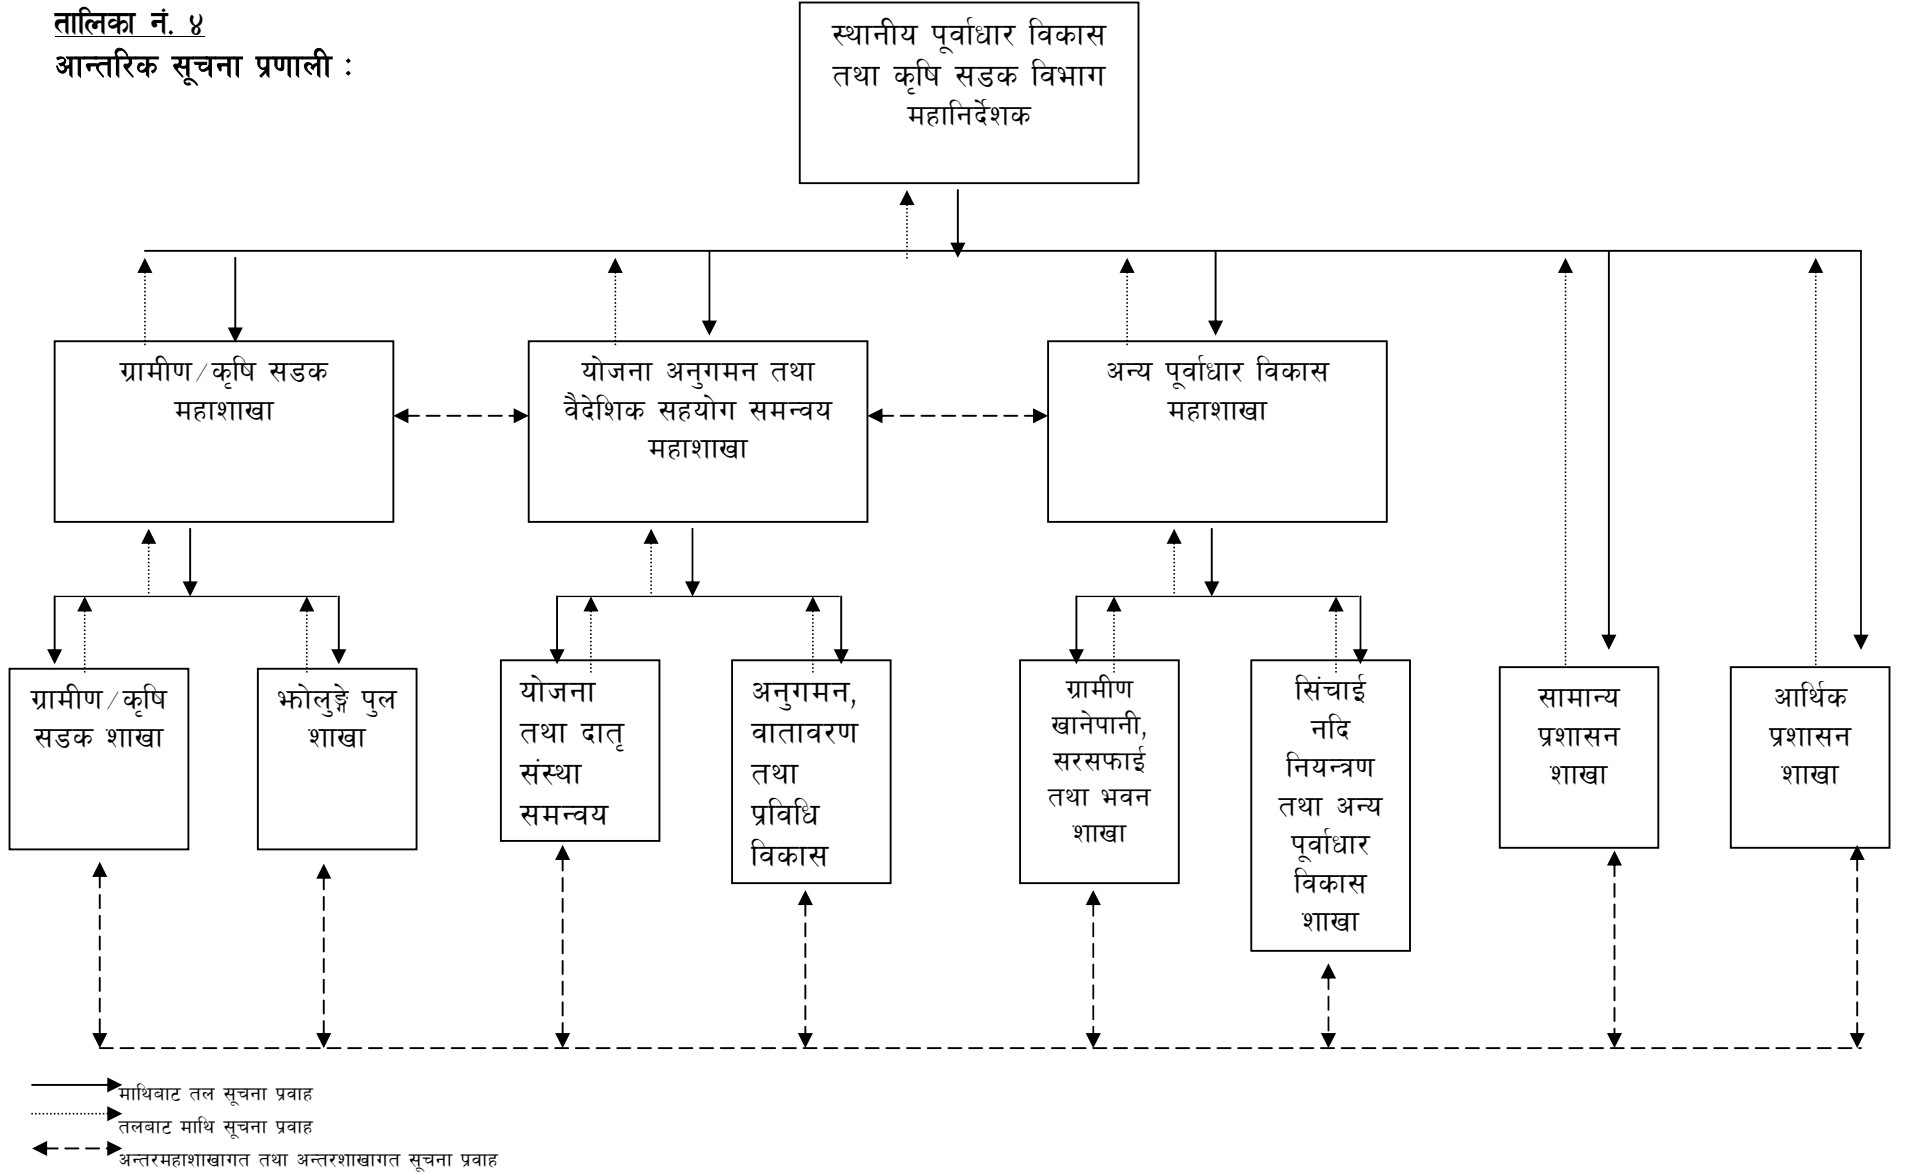 तालिका नं. ४
आन्तरिक सूचना प्रणाली :
स्थानीय पूर्वाधार विकास
तथा कृषि सडक विभाग
महानिर्देशक
ग्रामीण/कृषि सडक
महाशाखा
योजना अनुगमन तथा
वैदेशिक सहयोग समन्वय
महाशाखा
अन्य पूर्वाधार विकास
महाशाखा
ग्रामीण/कृषि
सडक शाखा
झोलुङ्गे पुल
शाखा
योजना
तथा दातृ
संस्था
समन्वय
अनुगमन,
वातावरण
तथा
प्रविधि
विकास
ग्रामीण
खानेपानी,
सरसफाई
तथा भवन
शाखा
सिंचाई
नदि
नियन्त्रण
तथा अन्य
पूर्वाधार
विकास
शाखा
सामान्य
प्रशासन
शाखा
आर्थिक
प्रशासन
शाखा
माथिबाट तल सूचना प्रवाह
तलबाट माथि सूचना प्रवाह
अन्तरमहाशाखागत तथा अन्तरशाखागत सूचना प्रवाह